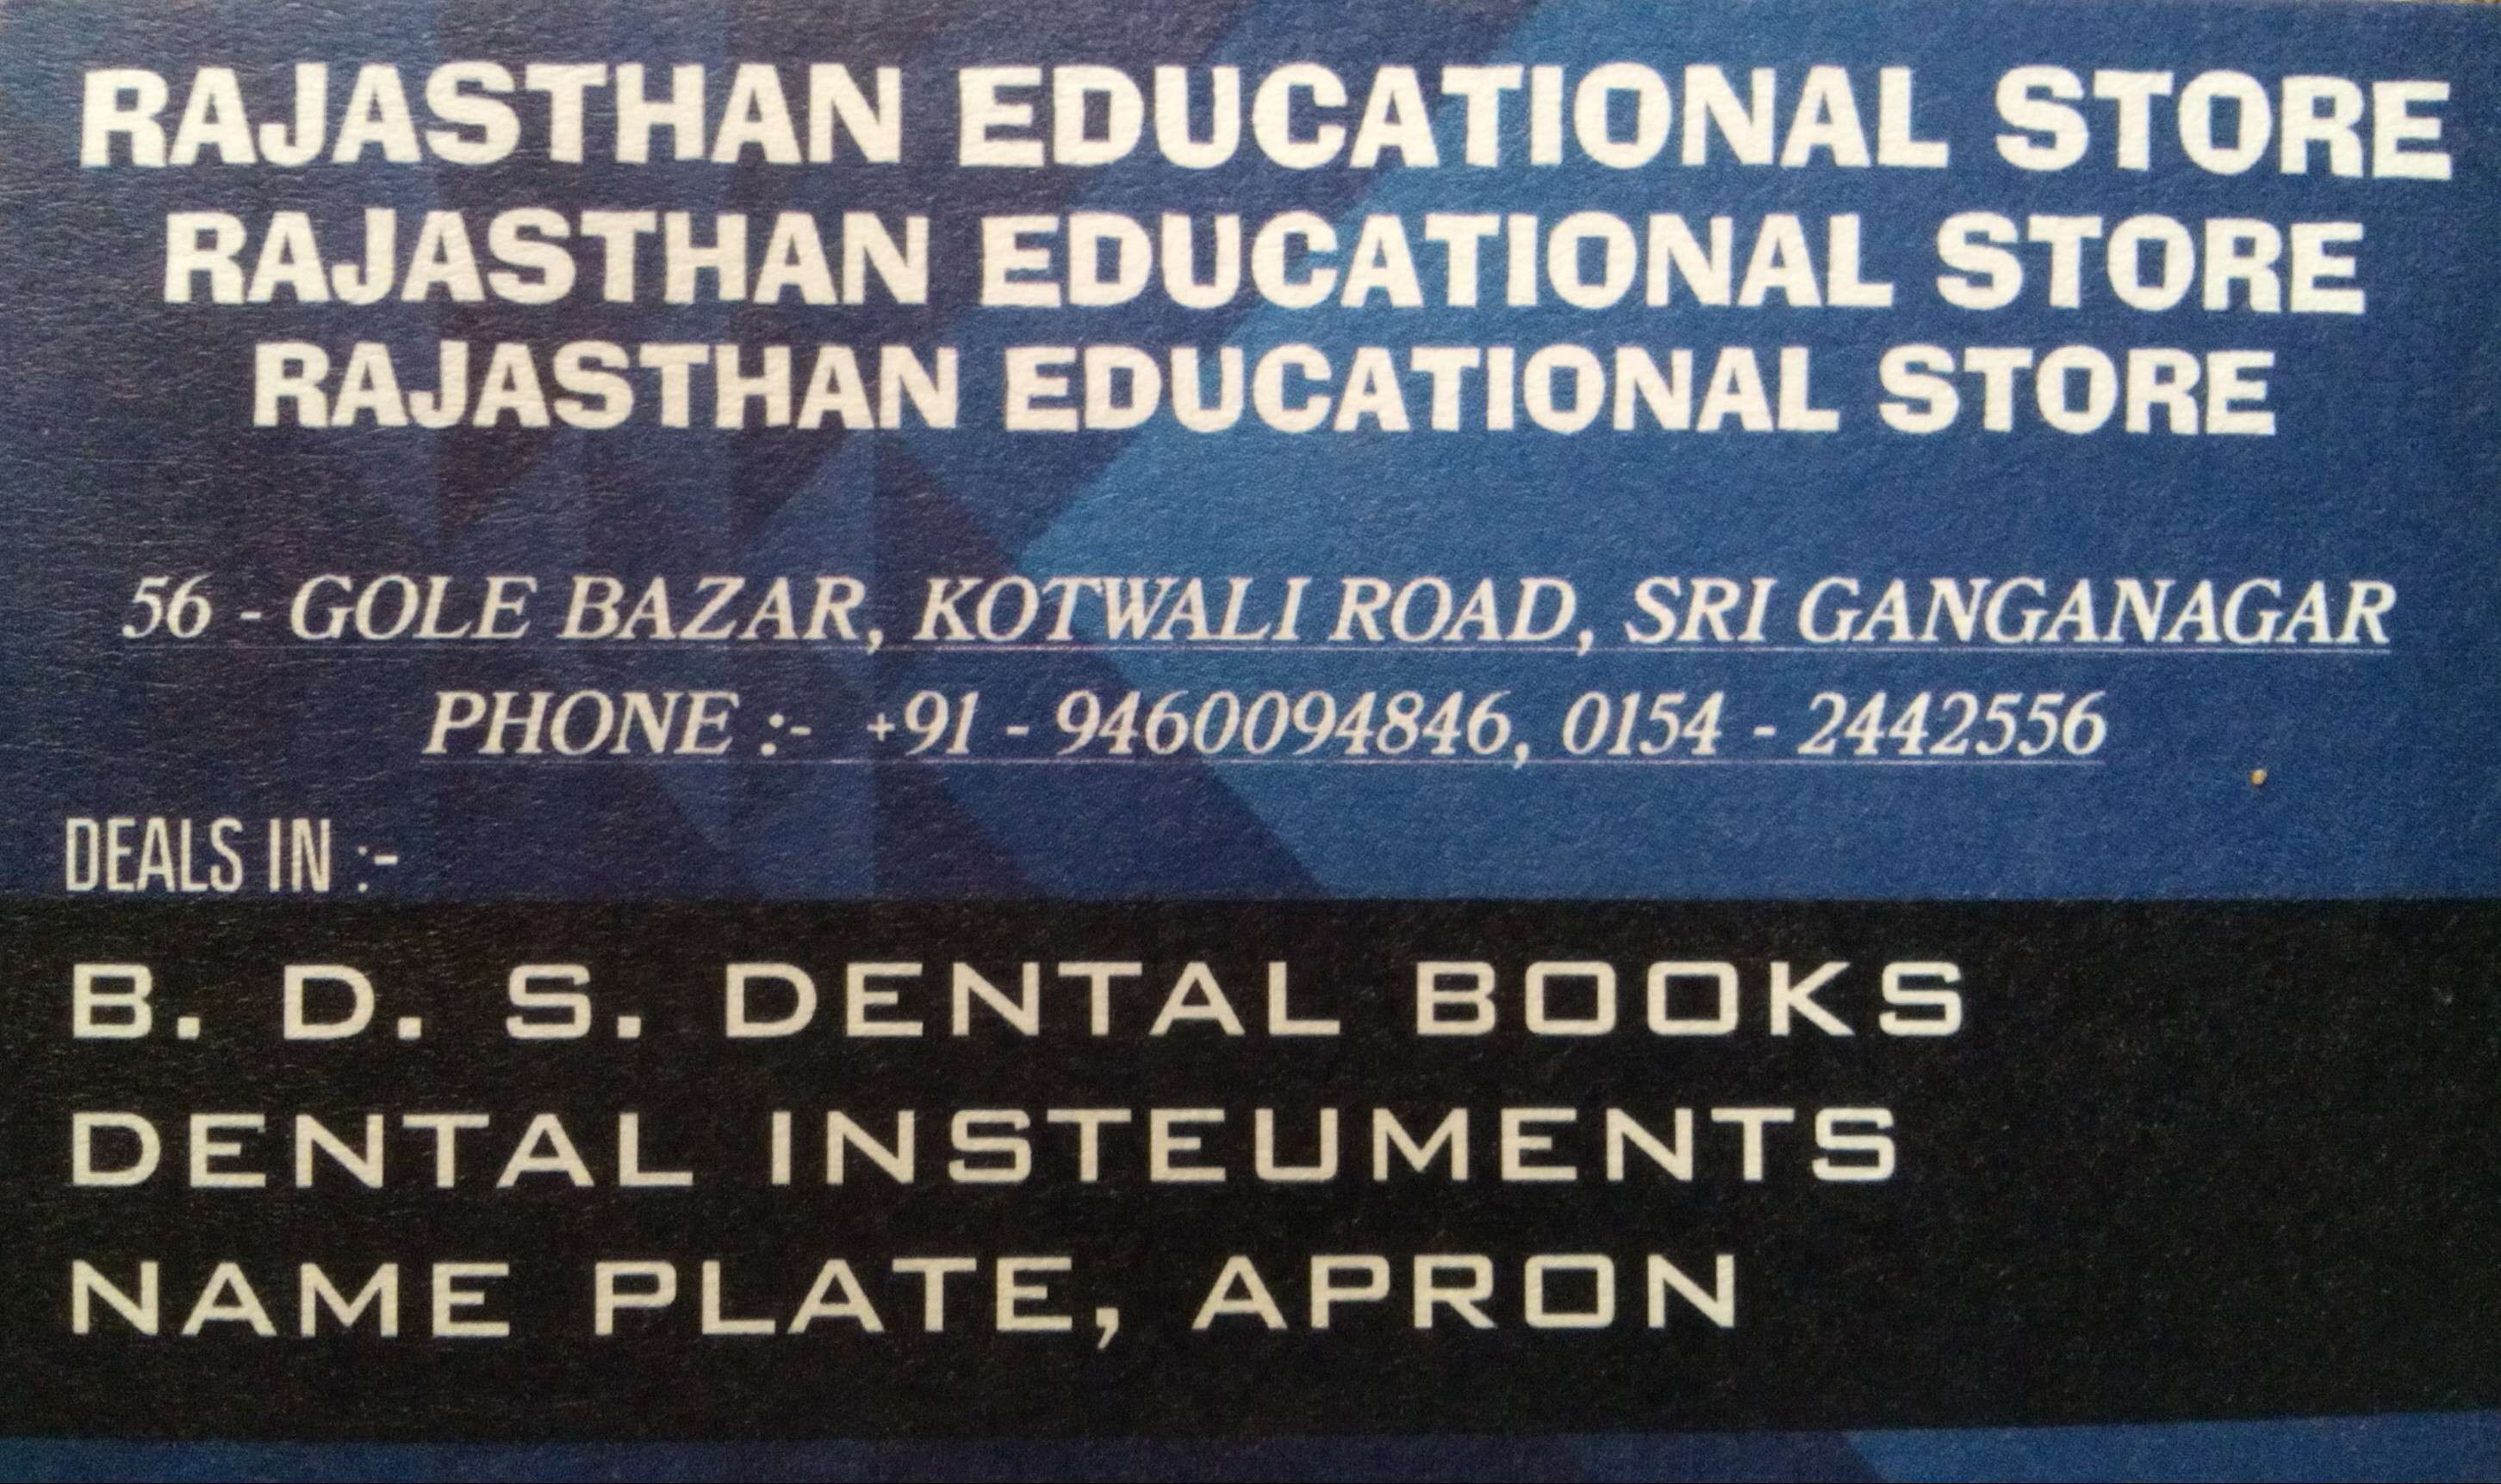 RAJASTHAN EDUCATIONAL STORE
RAJASTHAN EDUCATIONAL STORE
RAJASTHAN EDUCATIONAL STORE
56 - GOLE BAZAR, KOTWALI ROAD, SRI GANGANAGAR
PHONE :- +91 - 9460094846, 0154 - 2442556
DEALS IN :-
B. D. S. DENTAL BOOKS
DENTAL INSTEUMENTS
NAME PLATE, APRON